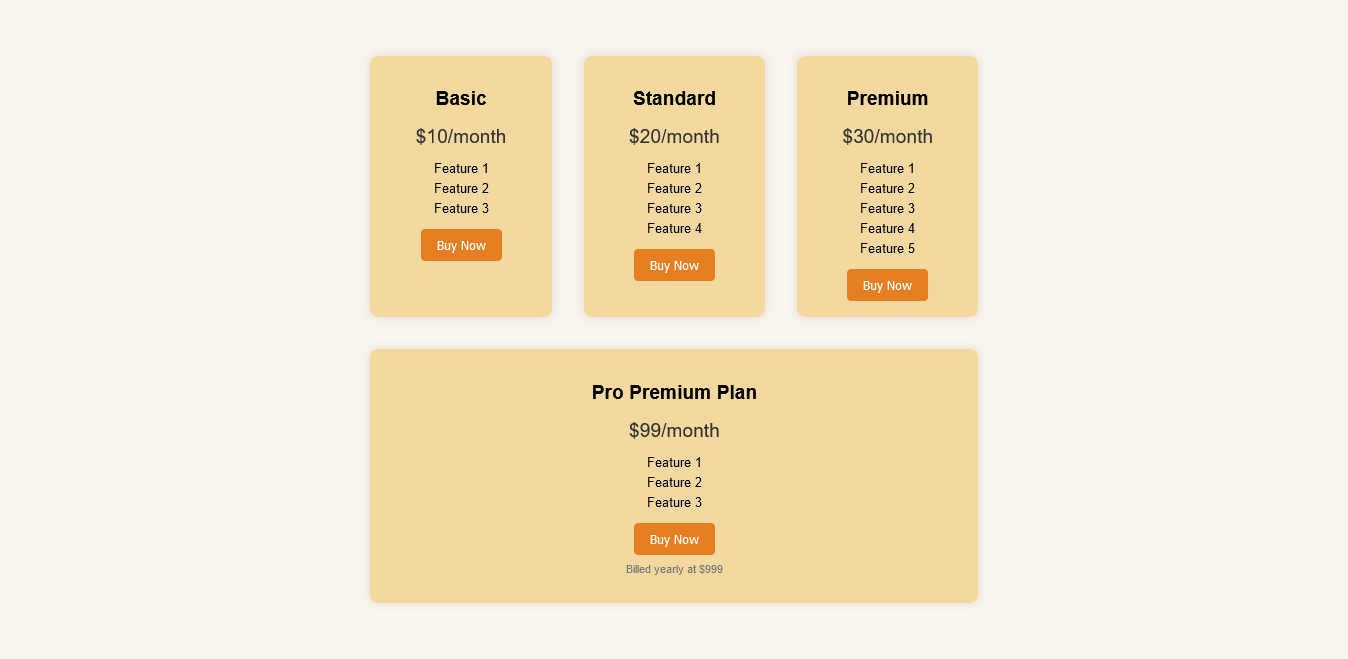 Basic
$10/month
Feature 1
Feature 2
Feature 3
Buy Now
Standard
$20/month
Feature 1
Feature 2
Feature 3
Feature 4
Buy Now
Premium
$30/month
Feature 1
Feature 2
Feature 3
Feature 4
Feature 5
Buy Now
Pro Premium Plan
$99/month
Feature 1
Feature 2
Feature 3
Buy Now
Billed yearly at $999